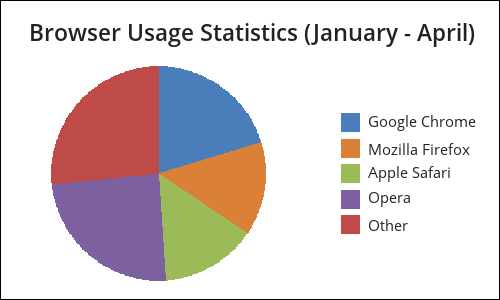 Browser Usage Statistics (January - April)
Google Chrome
Mozilla Firefox
Apple Safari
Opera
Other